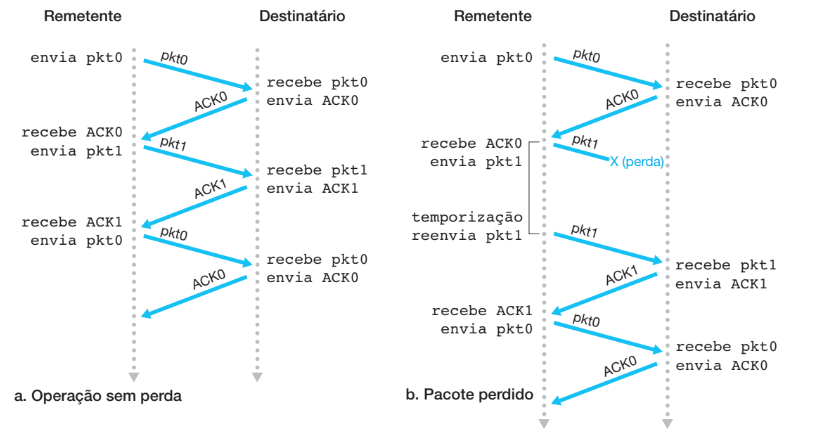 Remetente
Destinatário
envia pkt0
pkt0
recebe pkt0
envia ACK0
ACK0
recebe ACK0
envia pkt1
pkt1
recebe pkt1
envia ACK1
ACK1
recebe ACK1
envia pkt0
pkt0
recebe pkt0
envia ACK0
ACK0
a. Operação sem perda
Remetente
Destinatário
envia pkt0
pkt0
recebe pkt0
envia ACK0
ACK0
recebe ACK0
envia pkt1
pkt1
X (perda)
temporização
reenvia pkt1
pkt1
recebe pkt1
envia ACK1
ACK1
recebe ACK1
envia pkt0
pkt0
recebe pkt0
envia ACK0
ACK0
b. Pacote perdido